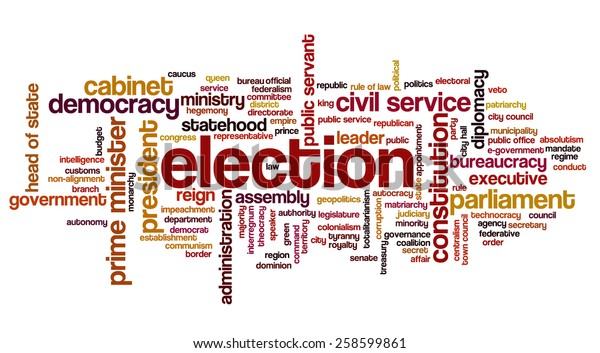 caucus
queen
bureau official
republic
rule of law
political
politics
electoral
diplomacy
veto
cabinet
service
federalism
public servant
patriarchy
democracy
ministry
committee
king
civil service
city council
hegemony
district
directorate
head of state
budget
prime minister
president
statehood
empire
public service
republican
party
city hall
municipality
congress
representative
prince
leader
public
public office
absolutism
election
law
state
appointment
constitution
mandate
e-government
regime
intelligence
bureaucracy
conduct
customs
non-alignment
executive
branch
monarchy
reign
assembly
geopolitics
autocracy
rule
government
matriarchy
parliament
impeachment
administration
majority
interregnum
theocracy
speaker
authority
legislature
totalitarianism
corruption
judiciary
technocracy
council
autonomy
department
green
command
territory
colonialism
minority
agency
secretary
democrat
city
tyranny
governance
centralism
town council
federative
establishment
royalty
coalition
order
communism
region
treasury
secret
border
dominion
senate
affair
shutterstock.com · 258599861